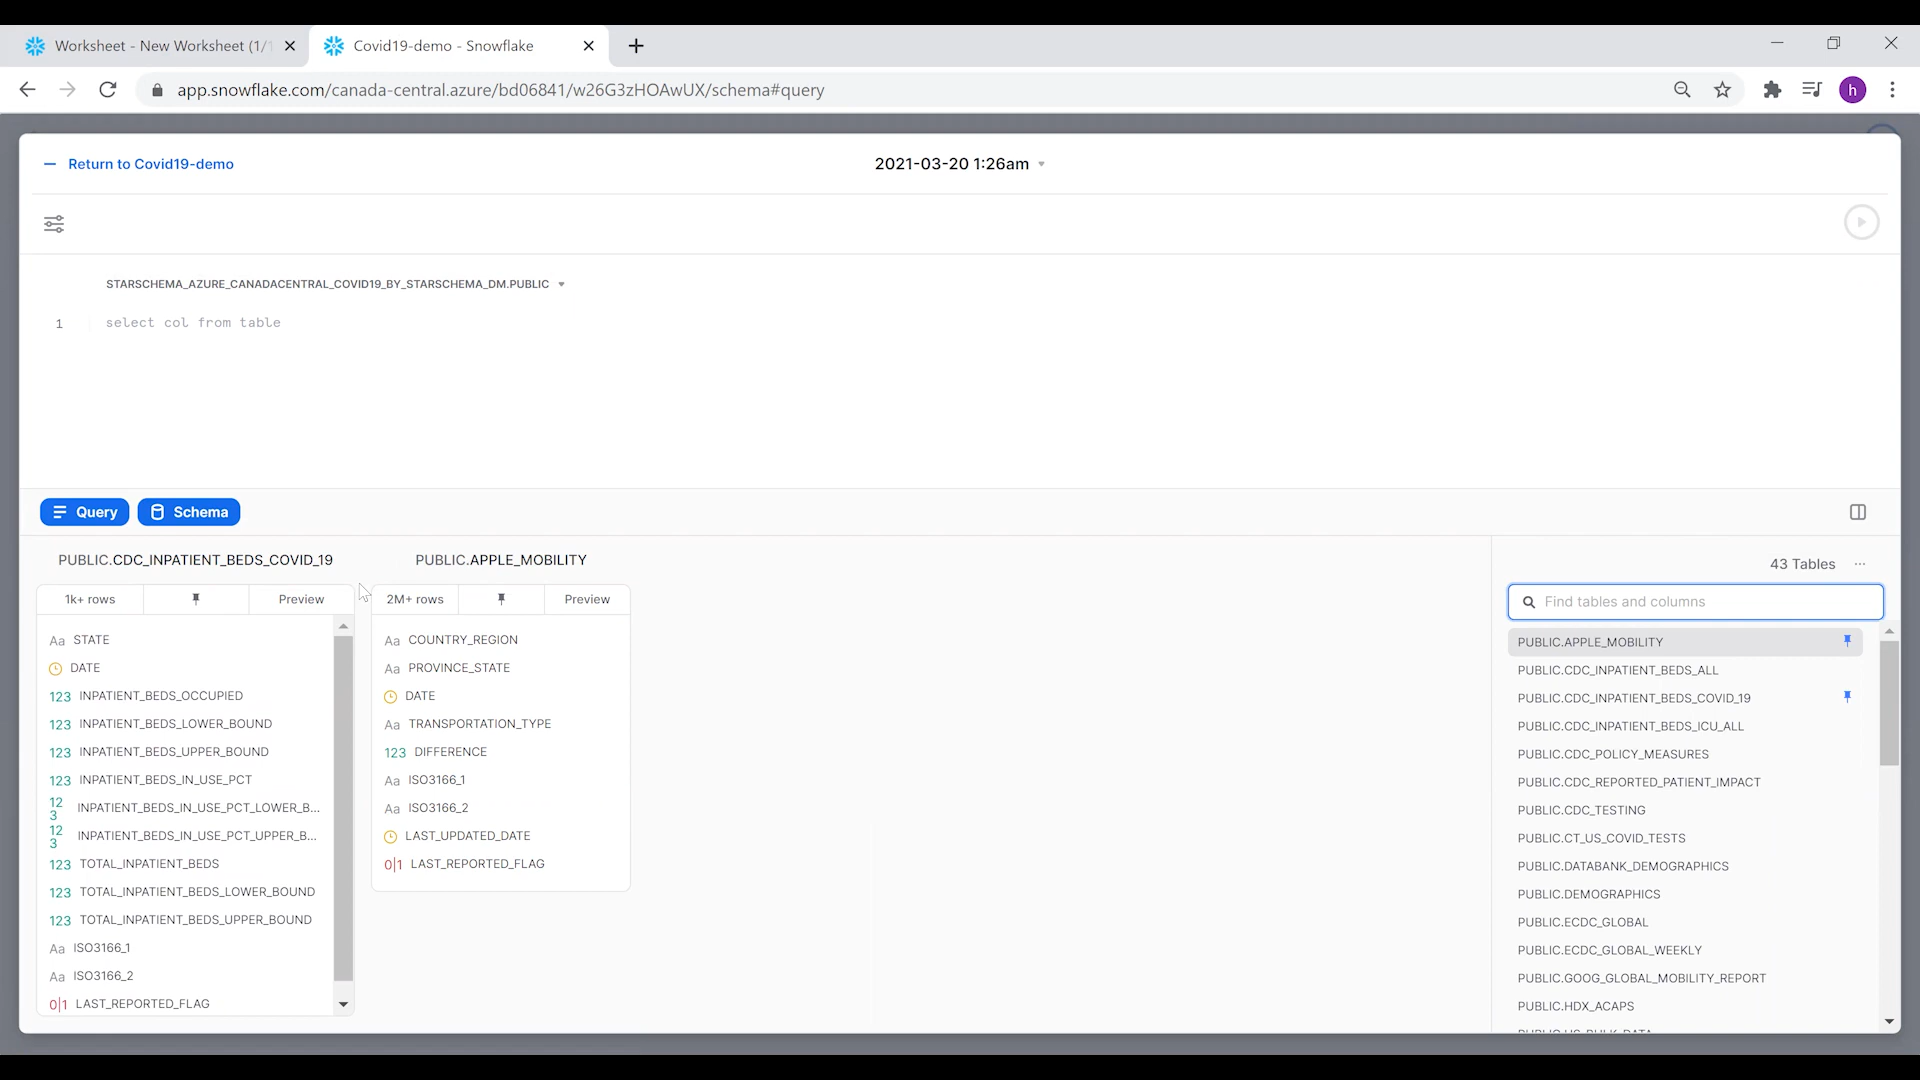 Worksheet - New Worksheet (1/1
Covid19-demo - Snowflake
app.snowflake.com/canada-central.azure/bd06841/w26G3zHOAwUX/schema#query
h
Return to Covid19-demo
2021-03-20 1:26am
STARSCHEMA_AZURE_CANADACENTRAL_COVID19_BY_STARSCHEMA_DM.PUBLIC
1 select col from table
Query
Schema
PUBLIC.CDC_INPATIENT_BEDS_COVID_19
1k+ rows
Preview
Aa STATE
DATE
123 INPATIENT_BEDS_OCCUPIED
123 INPATIENT_BEDS_LOWER_BOUND
123 INPATIENT_BEDS_UPPER_BOUND
123 INPATIENT_BEDS_IN_USE_PCT
123 INPATIENT_BEDS_IN_USE_PCT_LOWER_B...
123 INPATIENT_BEDS_IN_USE_PCT_UPPER_B...
123 TOTAL_INPATIENT_BEDS
123 TOTAL_INPATIENT_BEDS_LOWER_BOUND
123 TOTAL_INPATIENT_BEDS_UPPER_BOUND
Aa ISO3166_1
Aa ISO3166_2
0|1 LAST_REPORTED_FLAG
PUBLIC.APPLE_MOBILITY
2M+ rows
Preview
Aa COUNTRY_REGION
Aa PROVINCE_STATE
DATE
Aa TRANSPORTATION_TYPE
123 DIFFERENCE
Aa ISO3166_1
Aa ISO3166_2
LAST_UPDATED_DATE
0|1 LAST_REPORTED_FLAG
43 Tables ...
Find tables and columns
PUBLIC.APPLE_MOBILITY
PUBLIC.CDC_INPATIENT_BEDS_ALL
PUBLIC.CDC_INPATIENT_BEDS_COVID_19
PUBLIC.CDC_INPATIENT_BEDS_ICU_ALL
PUBLIC.CDC_POLICY_MEASURES
PUBLIC.CDC_REPORTED_PATIENT_IMPACT
PUBLIC.CDC_TESTING
PUBLIC.CT_US_COVID_TESTS
PUBLIC.DATABANK_DEMOGRAPHICS
PUBLIC.DEMOGRAPHICS
PUBLIC.ECDC_GLOBAL
PUBLIC.ECDC_GLOBAL_WEEKLY
PUBLIC.GOOG_GLOBAL_MOBILITY_REPORT
PUBLIC.HDX_ACAPS